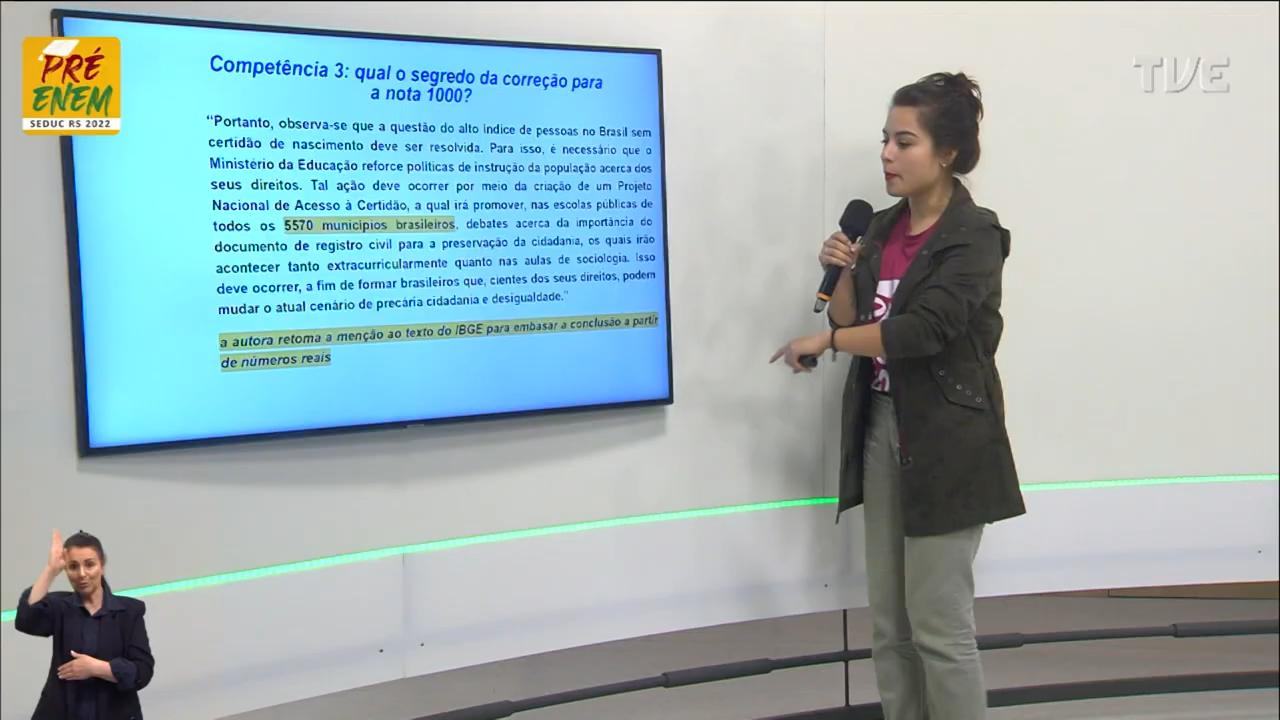 PRÉ
ENEM
SEDUC RS 2022
TVE
Competência 3: qual o segredo da correção para
a nota 1000?
“Portanto, observa-se que a questão do alto índice de pessoas no Brasil sem
certidão de nascimento deve ser resolvida. Para isso, é necessário que o
Ministério da Educação reforce políticas de instrução da população acerca dos
seus direitos. Tal ação deve ocorrer por meio da criação de um Projeto
Nacional de Acesso à Certidão, a qual irá promover, nas escolas públicas de
todos os 5570 municípios brasileiros, debates acerca da importância do
documento de registro civil para a preservação da cidadania, os quais irão
acontecer tanto extracurricularmente quanto nas aulas de sociologia. Isso
deve ocorrer, a fim de formar brasileiros que, cientes dos seus direitos, podem
mudar o atual cenário de precária cidadania e desigualdade.”
a autora retoma a menção ao texto do IBGE para embasar a conclusão a partir
de números reais